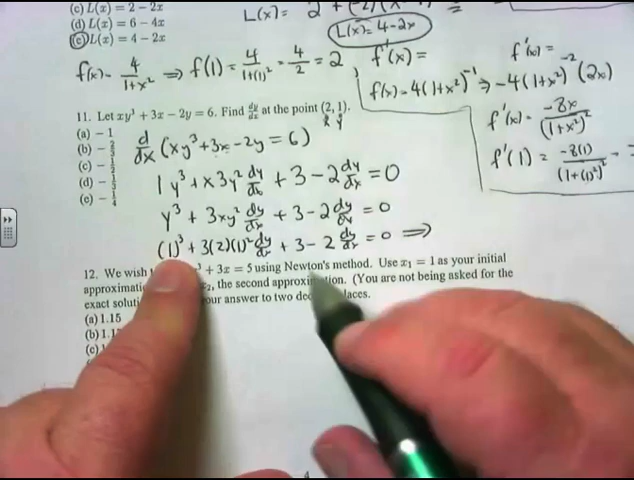 (c) L(x) = 2 − 2x
(d) L(x) = 6 − 4x
(e) L(x) = 4 − 2x
L(x) = 2 +
L(x) = 4 - 2x
f(x) = 4/(1+x²) ⇒ f(1) = 4/(1+(1)²) = 4/2 = 2
f'(x) =
f'(x) =
f(x) = 4(1+x²)⁻¹ ⇒ -4(1+x²)⁻² (2x)
f'(x) = -8x/(1+x²)²
f'(1) = -8(1)/(1+(1)²)² =
11. Let xy³ + 3x − 2y = 6. Find dy/dx at the point (2, 1).
x y
(a) − 1
(b) −
(c) −
(d) −
(e) −
d/dx (xy³ + 3x - 2y = 6)
1y³ + x3y² dy/dx + 3 - 2 dy/dx = 0
y³ + 3xy² dy/dx + 3 - 2 dy/dx = 0
(1)³ + 3(2)(1)² dy/dx + 3 - 2 dy/dx = 0 ⇒
12. We wish + 3x = 5 using Newton's method. Use x₁ = 1 as your initial
the second (You are not being asked for the
exact your answer to two
(a) 1.15
(b) 1.1
(c)
4